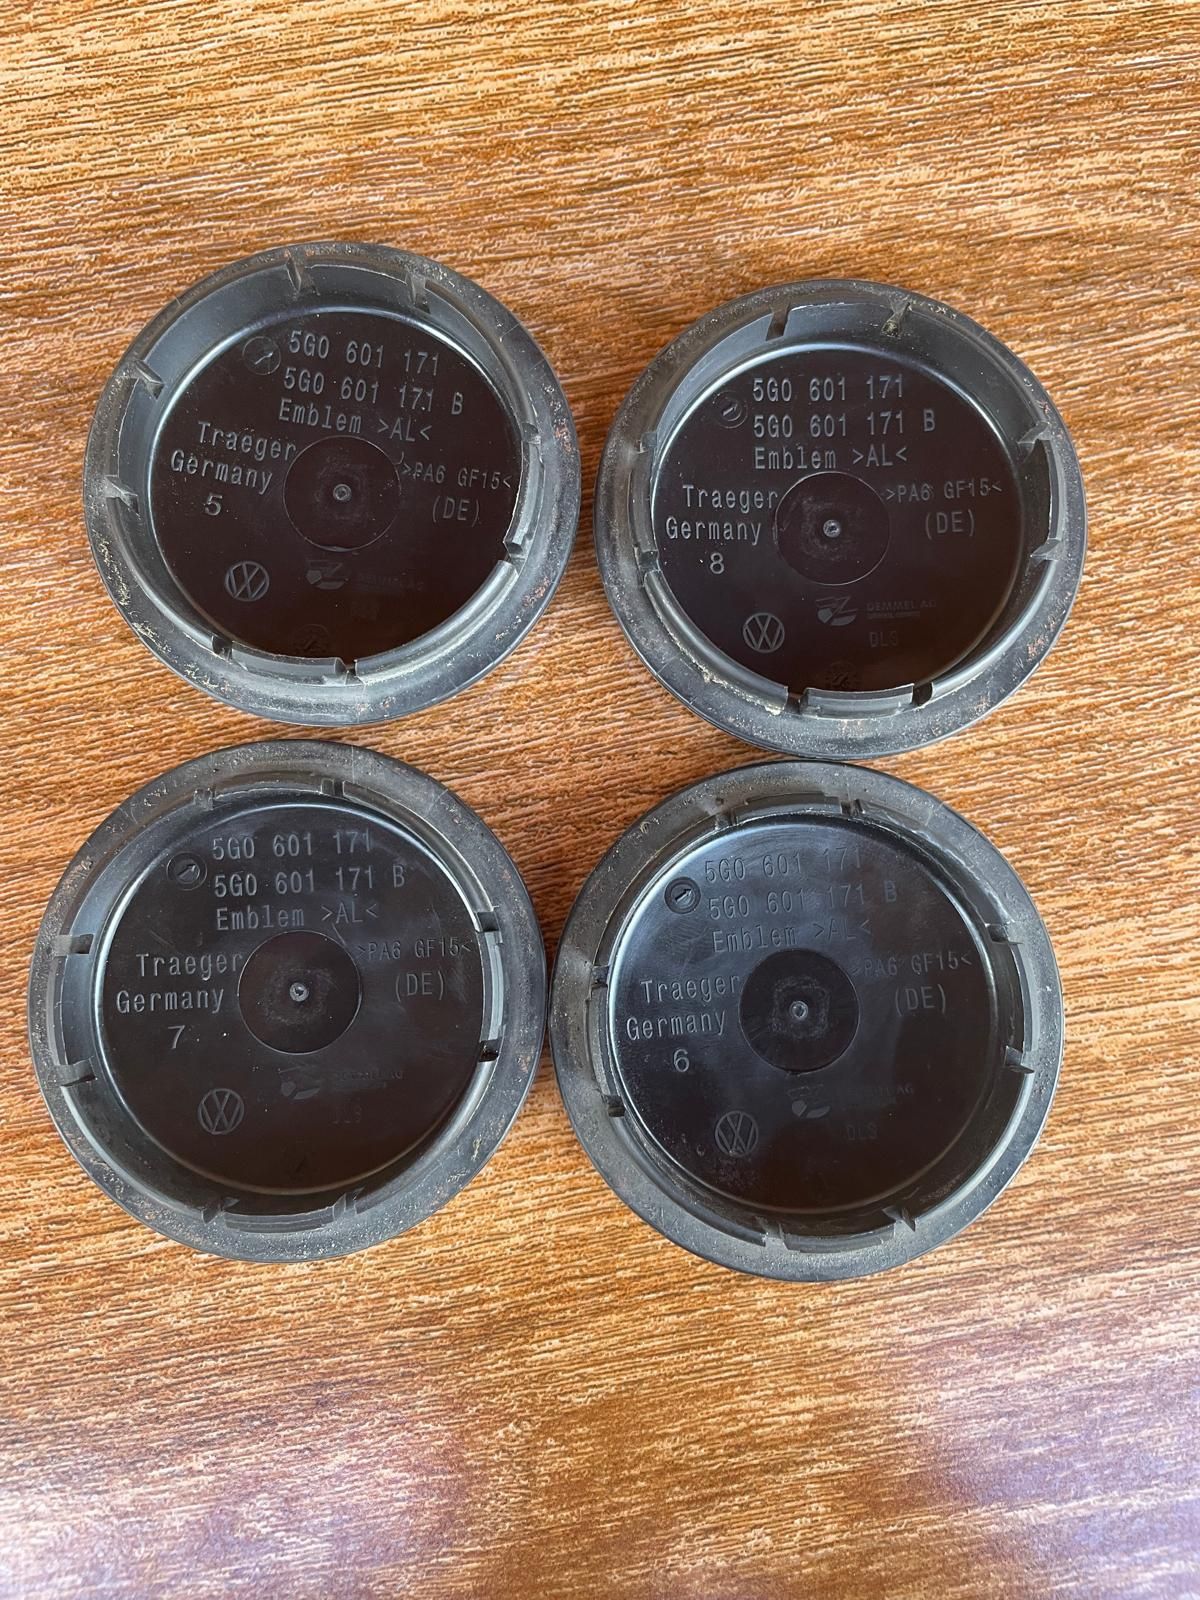 5G0 601 171
5G0 601 171 B
Emblem >AL<
Traeger
Germany
>PA6 GF15<
(DE)
5
DEMMEL AG
5G0 601 171
5G0 601 171 B
Emblem >AL<
Traeger
Germany
>PA6 GF15<
(DE)
8
DEMMEL AG
DLS
5G0 601 171
5G0 601 171 B
Emblem >AL<
Traeger
Germany
>PA6 GF15<
(DE)
7
DLS
5G0 601 171
5G0 601 171 B
Emblem >AL<
Traeger
Germany
>PA6 GF15<
(DE)
6
DLS